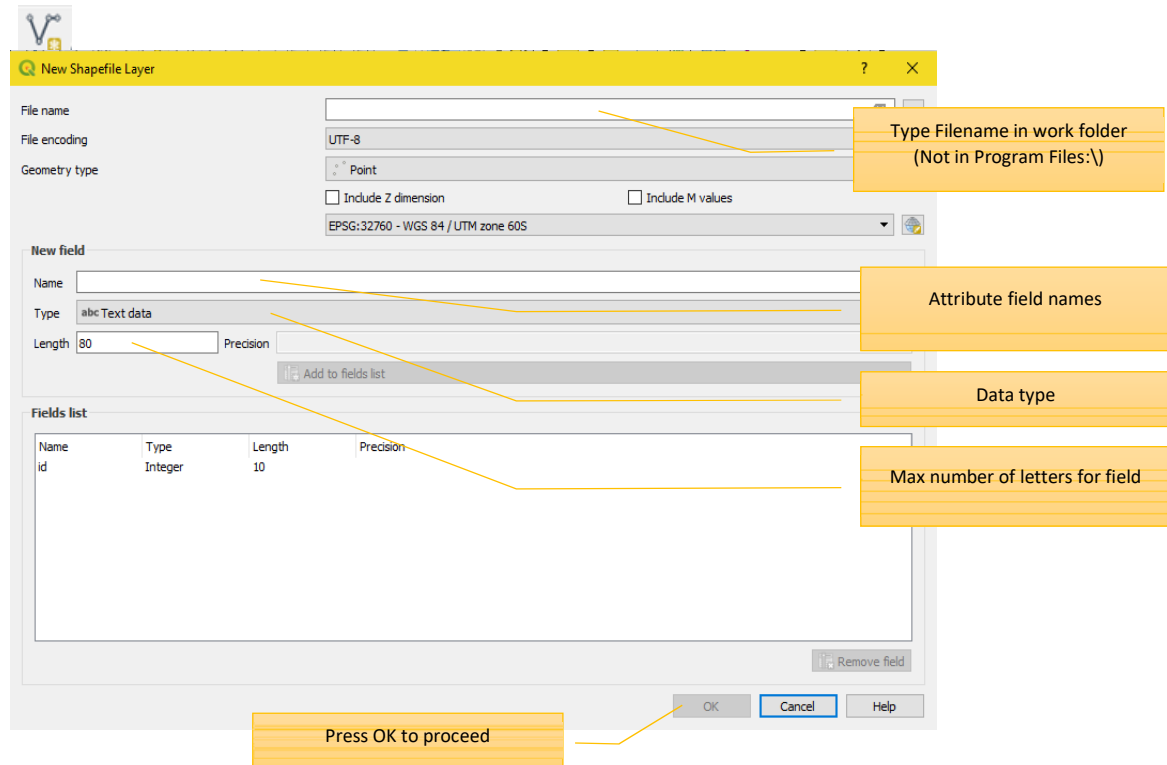 New Shapefile Layer ? ×
File name
Type Filename in work folder
(Not in Program Files:\)
File encoding UTF-8
Geometry type Point
Include Z dimension Include M values
EPSG:32760 - WGS 84 / UTM zone 60S
New field
Name
Attribute field names
Type abc Text data
Length 80 Precision
Add to fields list
Data type
Fields list
Name Type Length Precision
id Integer 10
Max number of letters for field
Remove field
OK Cancel Help
Press OK to proceed